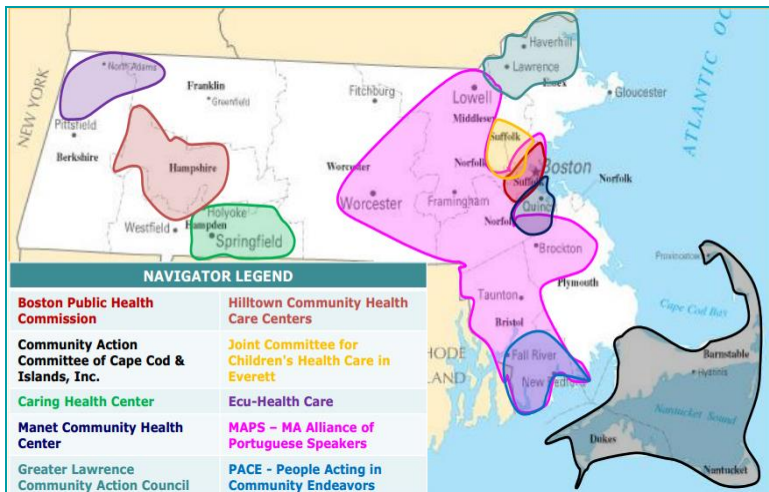 Haverhill
North Adams
Lawrence
Essex
Franklin
Greenfield
Fitchburg
Lowell
Gloucester
ATLANTIC OC
NEW YORK
Pittsfield
Middlesex
Suffolk
Berkshire
Hampshire
Worcester
Norfolk
Boston
Suffolk
Norfolk
Worcester
Framingham
Quincy
Holyoke
Westfield
Hampden
Norfolk
Springfield
Brockton
Provincetown
Taunton
Plymouth
Cape Cod Bay
Bristol
HODE
LAND
Fall River
New Bedford
Barnstable
Hyannis
Nantucket Sound
Dukes
Nantucket
NAVIGATOR LEGEND
Boston Public Health
Commission
Hilltown Community Health
Care Centers
Community Action
Committee of Cape Cod &
Islands, Inc.
Joint Committee for
Children's Health Care in
Everett
Caring Health Center
Ecu-Health Care
Manet Community Health
Center
MAPS – MA Alliance of
Portuguese Speakers
Greater Lawrence
Community Action Council
PACE - People Acting in
Community Endeavors